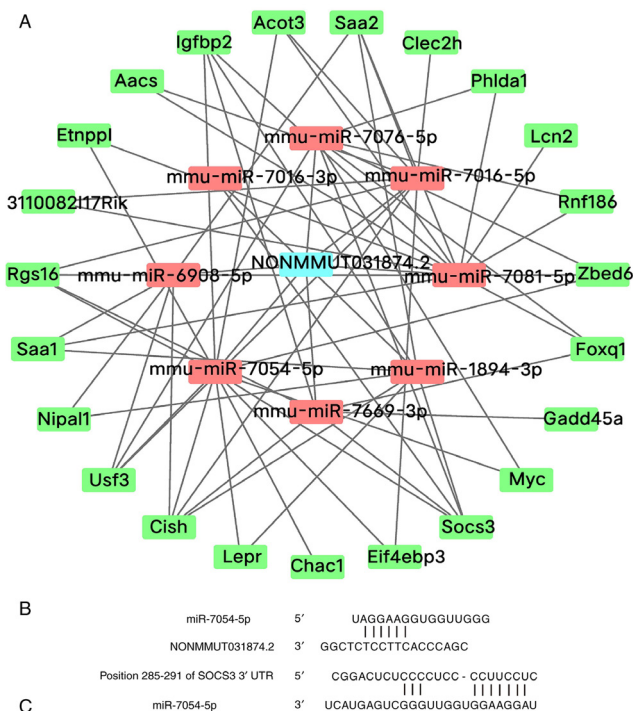 A
Acot3
Saa2
Igfbp2
Clec2h
Aacs
Phlda1
Etnppl
mmu-miR-7076-5p
Lcn2
mmu-miR-7016-3p
mmu-miR-7016-5p
3110082I17Rik
Rnf186
NONMMUT031874.2
Rgs16
mmu-miR-6908-5p
mmu-miR-7081-5p
Zbed6
Saa1
Foxq1
mmu-miR-7054-5p
mmu-miR-1894-3p
mmu-miR-7669-3p
Nipal1
Gadd45a
Usf3
Myc
Cish
Socs3
Lepr
Chac1
Eif4ebp3
B
miR-7054-5p 5′ UAGGAAGGUGGUUGGG
NONMMUT031874.2 3′ GGCTCTCCTTCACCCAGC
Position 285-291 of SOCS3 3′ UTR 5′ CGGACUCUCCCCUCC - CCUUCCUC
C
miR-7054-5p 3′ UCAUGAGUCGGGUUGGUGGAAGGAU